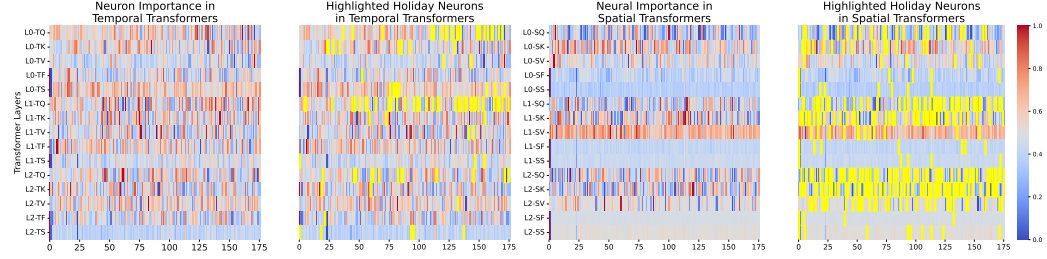 Neuron Importance in
Temporal Transformers
Highlighted Holiday Neurons
in Temporal Transformers
Neural Importance in
Spatial Transformers
Highlighted Holiday Neurons
in Spatial Transformers
Transformer Layers
L0-TQ
L0-TK
L0-TV
L0-TF
L0-TS
L1-TQ
L1-TK
L1-TV
L1-TF
L1-TS
L2-TQ
L2-TK
L2-TV
L2-TF
L2-TS
0 25 50 75 100 125 150 175
0 25 50 75 100 125 150 175
L0-SQ
L0-SK
L0-SV
L0-SF
L0-SS
L1-SQ
L1-SK
L1-SV
L1-SF
L1-SS
L2-SQ
L2-SK
L2-SV
L2-SF
L2-SS
0 25 50 75 100 125 150 175
0 25 50 75 100 125 150 175
1.0
0.8
0.6
0.4
0.2
0.0